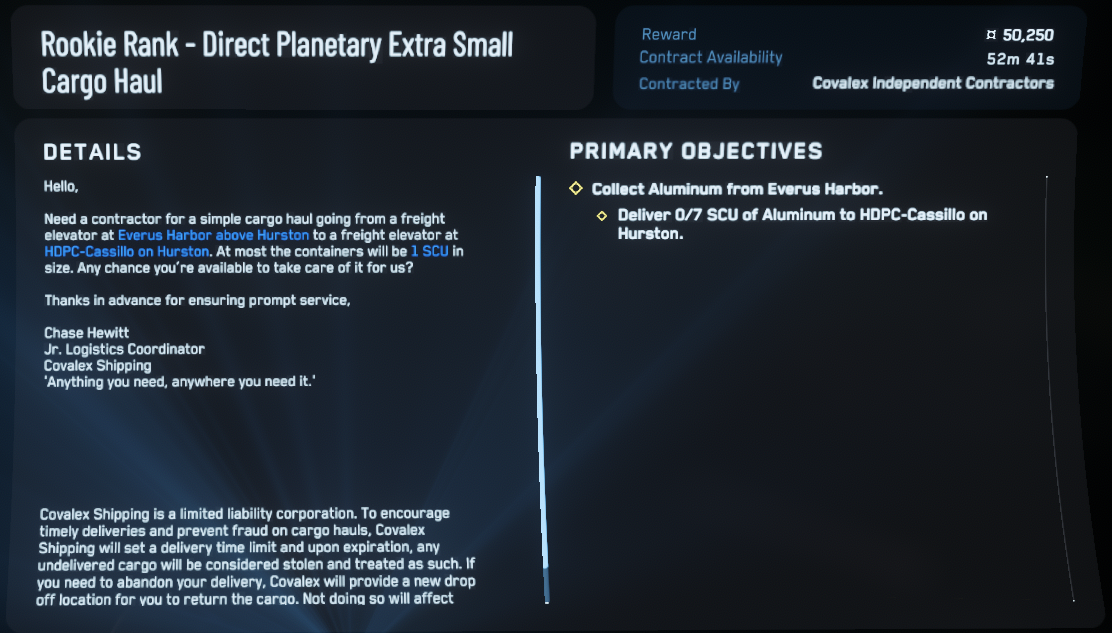 Rookie Rank - Direct Planetary Extra Small
Cargo Haul
Reward ¤ 50,250
Contract Availability 52m 41s
Contracted By Covalex Independent Contractors
DETAILS
Hello,
Need a contractor for a simple cargo haul going from a freight
elevator at Everus Harbor above Hurston to a freight elevator at
HDPC-Cassillo on Hurston. At most the containers will be 1 SCU in
size. Any chance you're available to take care of it for us?
Thanks in advance for ensuring prompt service,
Chase Hewitt
Jr. Logistics Coordinator
Covalex Shipping
'Anything you need, anywhere you need it.'
Covalex Shipping is a limited liability corporation. To encourage
timely deliveries and prevent fraud on cargo hauls, Covalex
Shipping will set a delivery time limit and upon expiration, any
undelivered cargo will be considered stolen and treated as such. If
you need to abandon your delivery, Covalex will provide a new drop
off location for you to return the cargo. Not doing so will affect
PRIMARY OBJECTIVES
Collect Aluminum from Everus Harbor.
Deliver 0/7 SCU of Aluminum to HDPC-Cassillo on
Hurston.